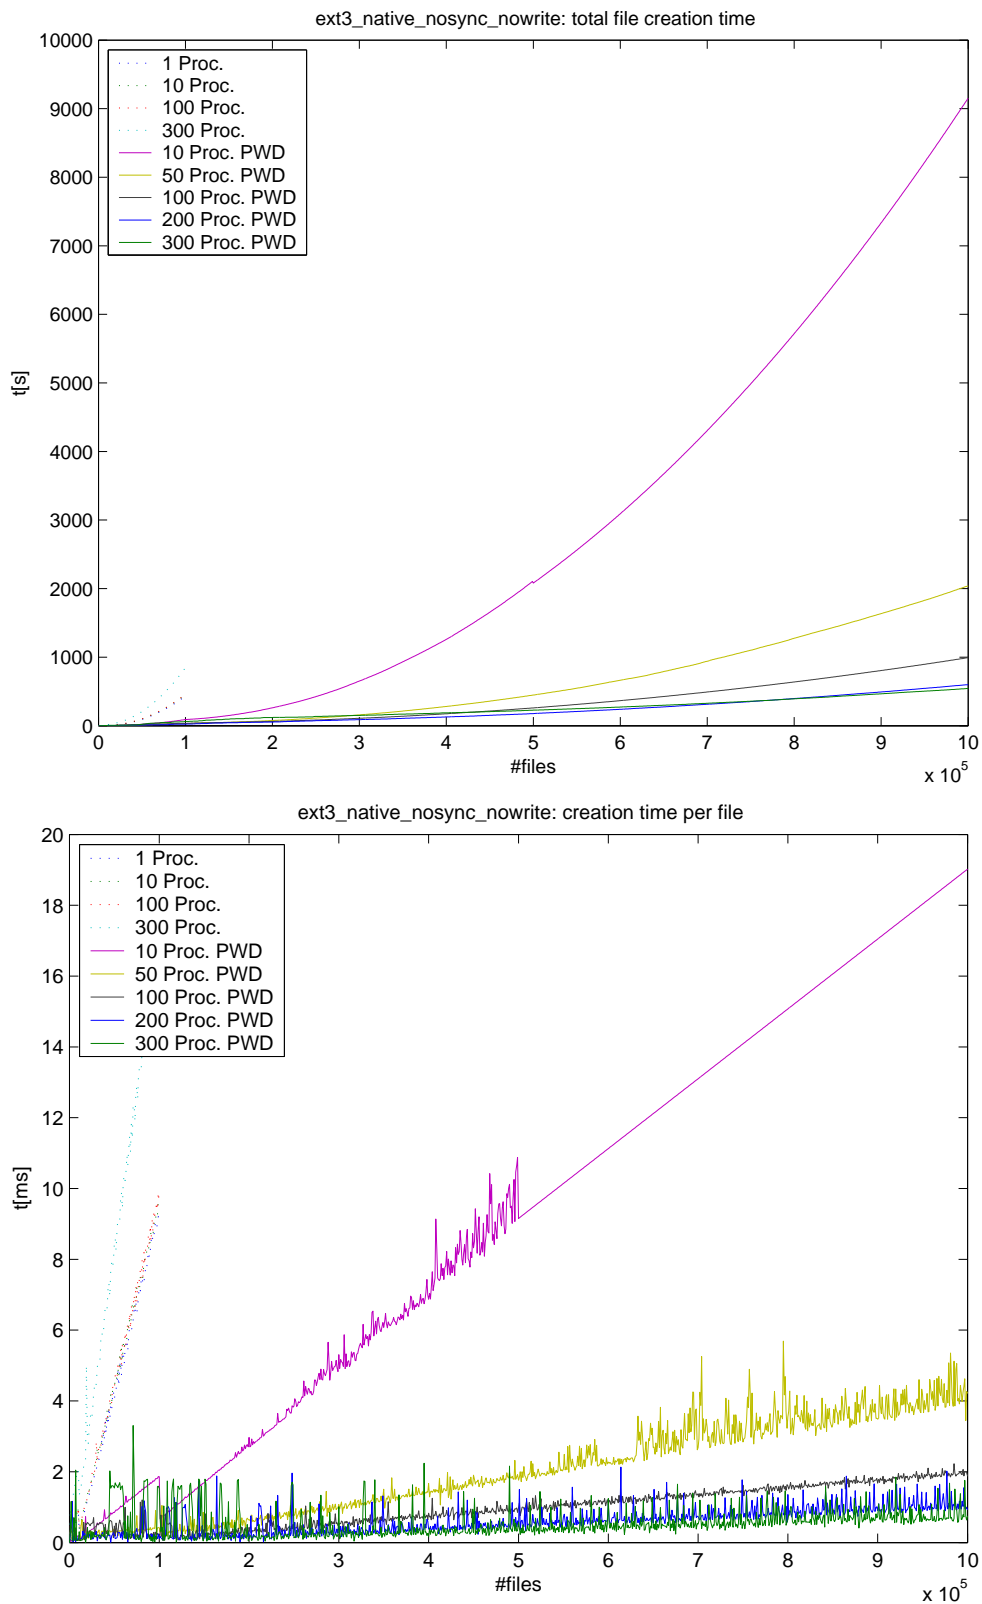 ext3_native_nosync_nowrite: total file creation time
10000
9000
8000
7000
6000
5000
4000
3000
2000
1000
0
t[s]
1 Proc.
10 Proc.
100 Proc.
300 Proc.
10 Proc. PWD
50 Proc. PWD
100 Proc. PWD
200 Proc. PWD
300 Proc. PWD
0 1 2 3 4 5 6 7 8 9 10
#files
x 10^5
ext3_native_nosync_nowrite: creation time per file
20
18
16
14
12
10
8
6
4
2
0
t[ms]
1 Proc.
10 Proc.
100 Proc.
300 Proc.
10 Proc. PWD
50 Proc. PWD
100 Proc. PWD
200 Proc. PWD
300 Proc. PWD
0 1 2 3 4 5 6 7 8 9 10
#files
x 10^5